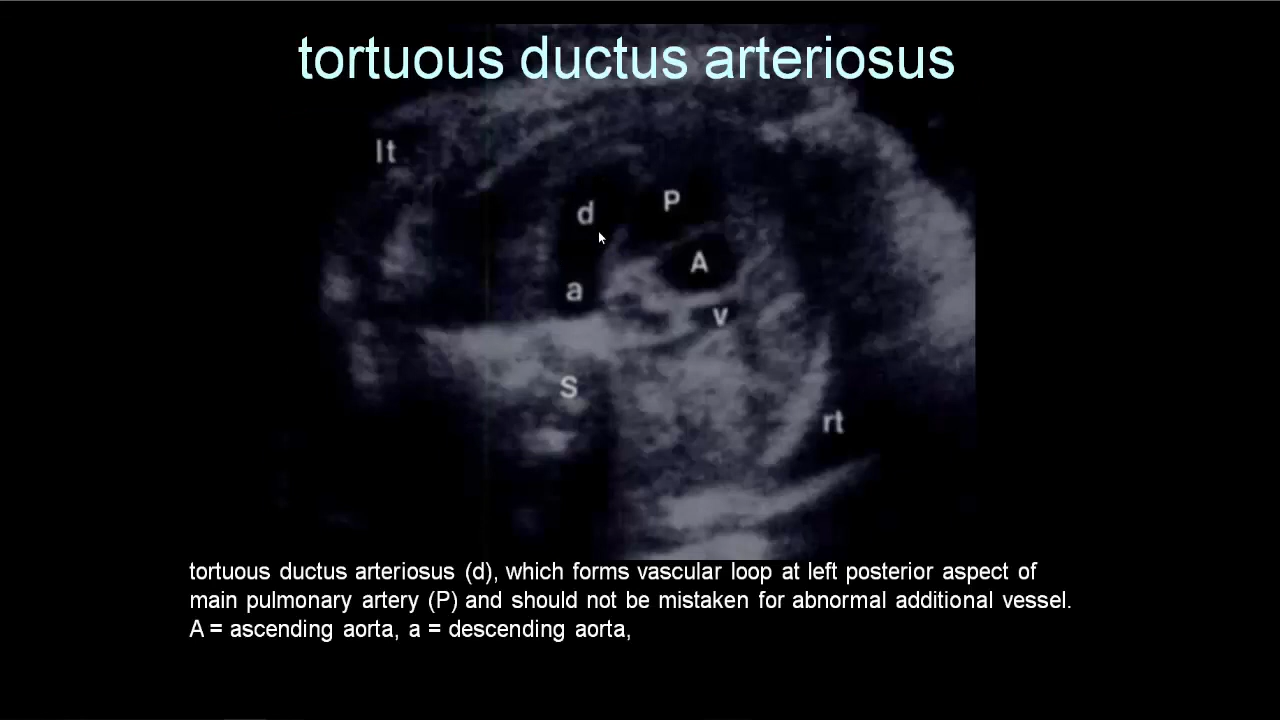 tortuous ductus arteriosus
lt
d
P
A
a
v
S
rt
tortuous ductus arteriosus (d), which forms vascular loop at left posterior aspect of
main pulmonary artery (P) and should not be mistaken for abnormal additional vessel.
A = ascending aorta, a = descending aorta,